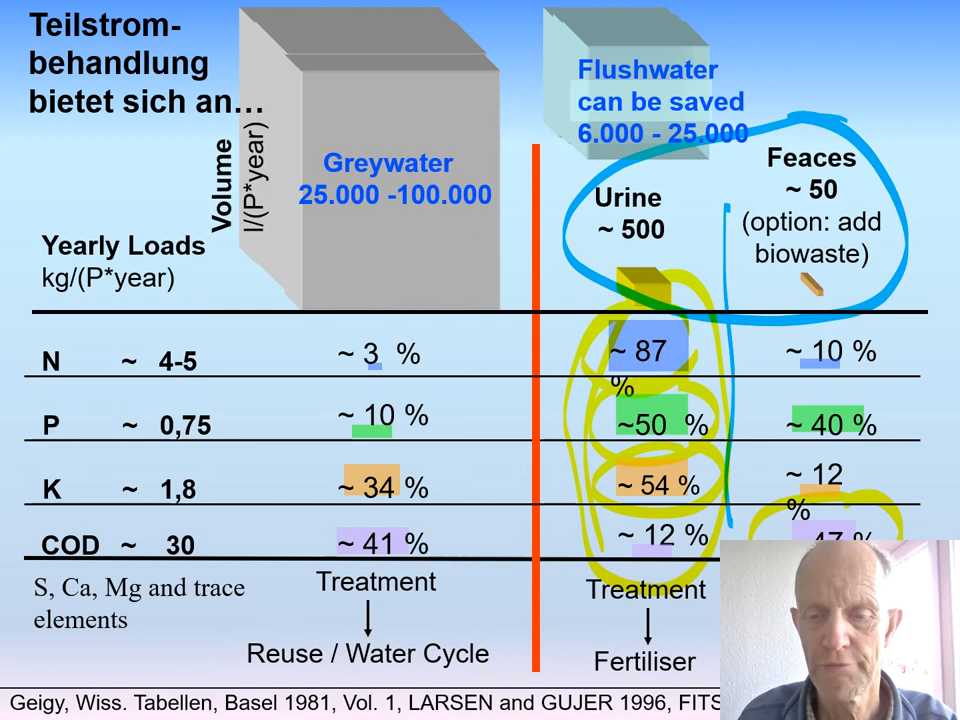 Teilstrom-
behandlung
bietet sich an…
Volume
l/(P*year)
Greywater
25.000 -100.000
Flushwater
can be saved
6.000 - 25.000
Urine
~ 500
Feaces
~ 50
(option: add
biowaste)
Yearly Loads
kg/(P*year)
N ~ 4-5 ~ 3 % ~ 87 % ~ 10 %
P ~ 0,75 ~ 10 % ~50 % ~ 40 %
K ~ 1,8 ~ 34 % ~ 54 % ~ 12 %
COD ~ 30 ~ 41 % ~ 12 % 47 %
S, Ca, Mg and trace
elements
Treatment
Reuse / Water Cycle
Treatment
Fertiliser
Geigy, Wiss. Tabellen, Basel 1981, Vol. 1, LARSEN and GUJER 1996, FITS